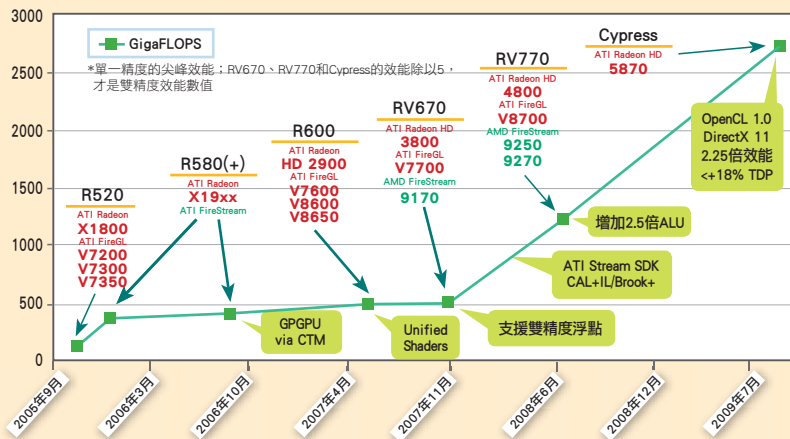 3000
2500
2000
1500
1000
500
0
GigaFLOPS
*單一精度的尖峰效能；RV670、RV770和Cypress的效能除以5，
才是雙精度效能數值
R520
ATI Radeon
X1800
ATI FireGL
V7200
V7300
V7350
R580(+)
ATI Radeon
X19xx
ATI FireStream
R600
ATI Radeon
HD 2900
ATI FireGL
V7600
V8600
V8650
RV670
ATI Radeon HD
3800
ATI FireGL
V7700
AMD FireStream
9170
RV770
ATI Radeon HD
4800
ATI FireGL
V8700
AMD FireStream
9250
9270
Cypress
ATI Radeon HD
5870
OpenCL 1.0
DirectX 11
2.25倍效能
<+18% TDP
增加2.5倍ALU
ATI Stream SDK
CAL+IL/Brook+
支援雙精度浮點
Unified
Shaders
GPGPU
via CTM
2005年9月
2006年3月
2006年10月
2007年4月
2007年11月
2008年6月
2008年12月
2009年7月